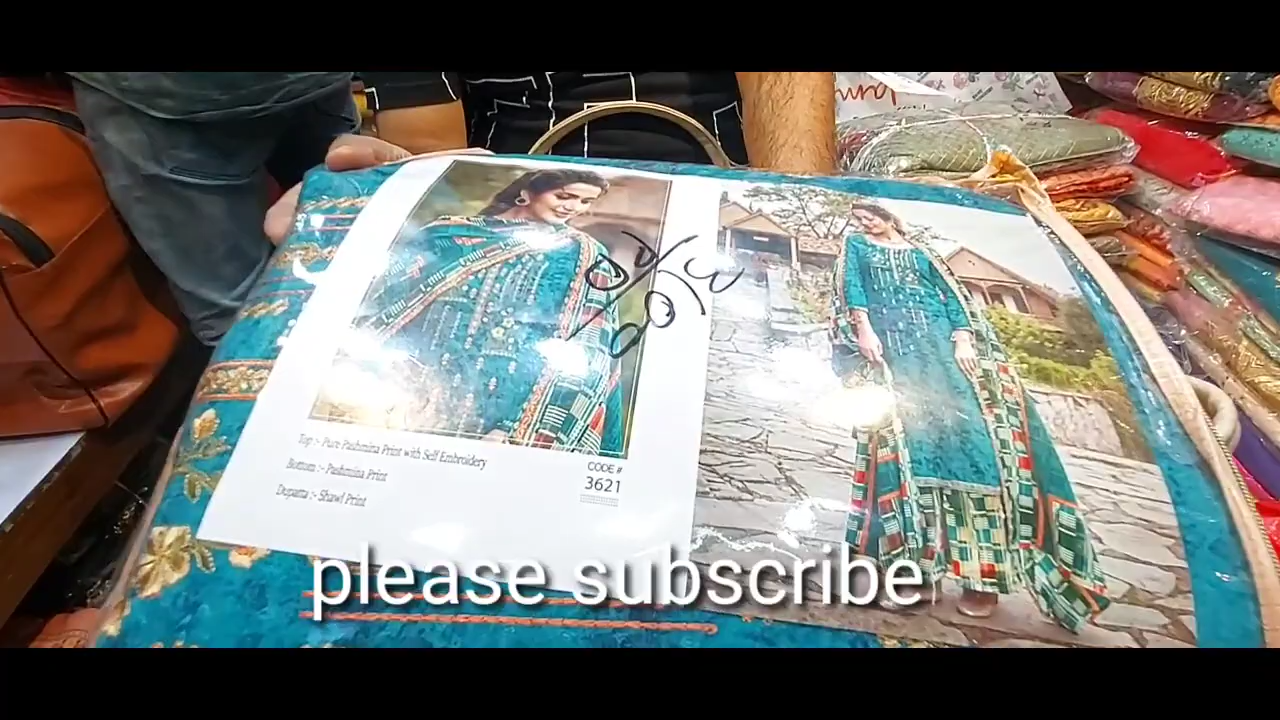 Top :- Pure Pashmina Print with Self Embroidery
Bottom :- Pashmina Print
Dupatta :- Shawl Print
CODE #
3621
please subscribe